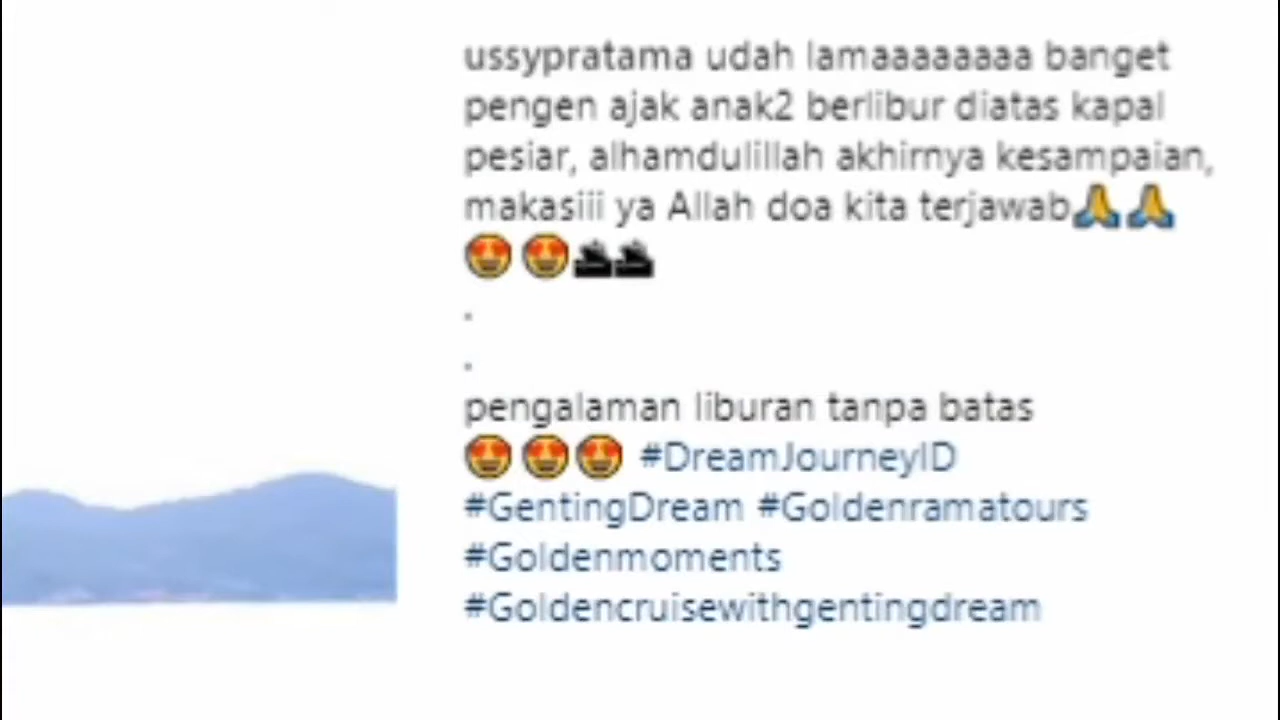 ussypratama udah lamaaaaaaaa banget
pengen ajak anak2 berlibur diatas kapal
pesiar, alhamdulillah akhirnya kesampaian,
makasiii ya Allah doa kita terjawab🙏🙏
😍😍⛴⛴
.
.
pengalaman liburan tanpa batas
😍😍😍 #DreamJourneyID
#GentingDream #Goldenramatours
#Goldenmoments
#Goldencruisewithgentingdream